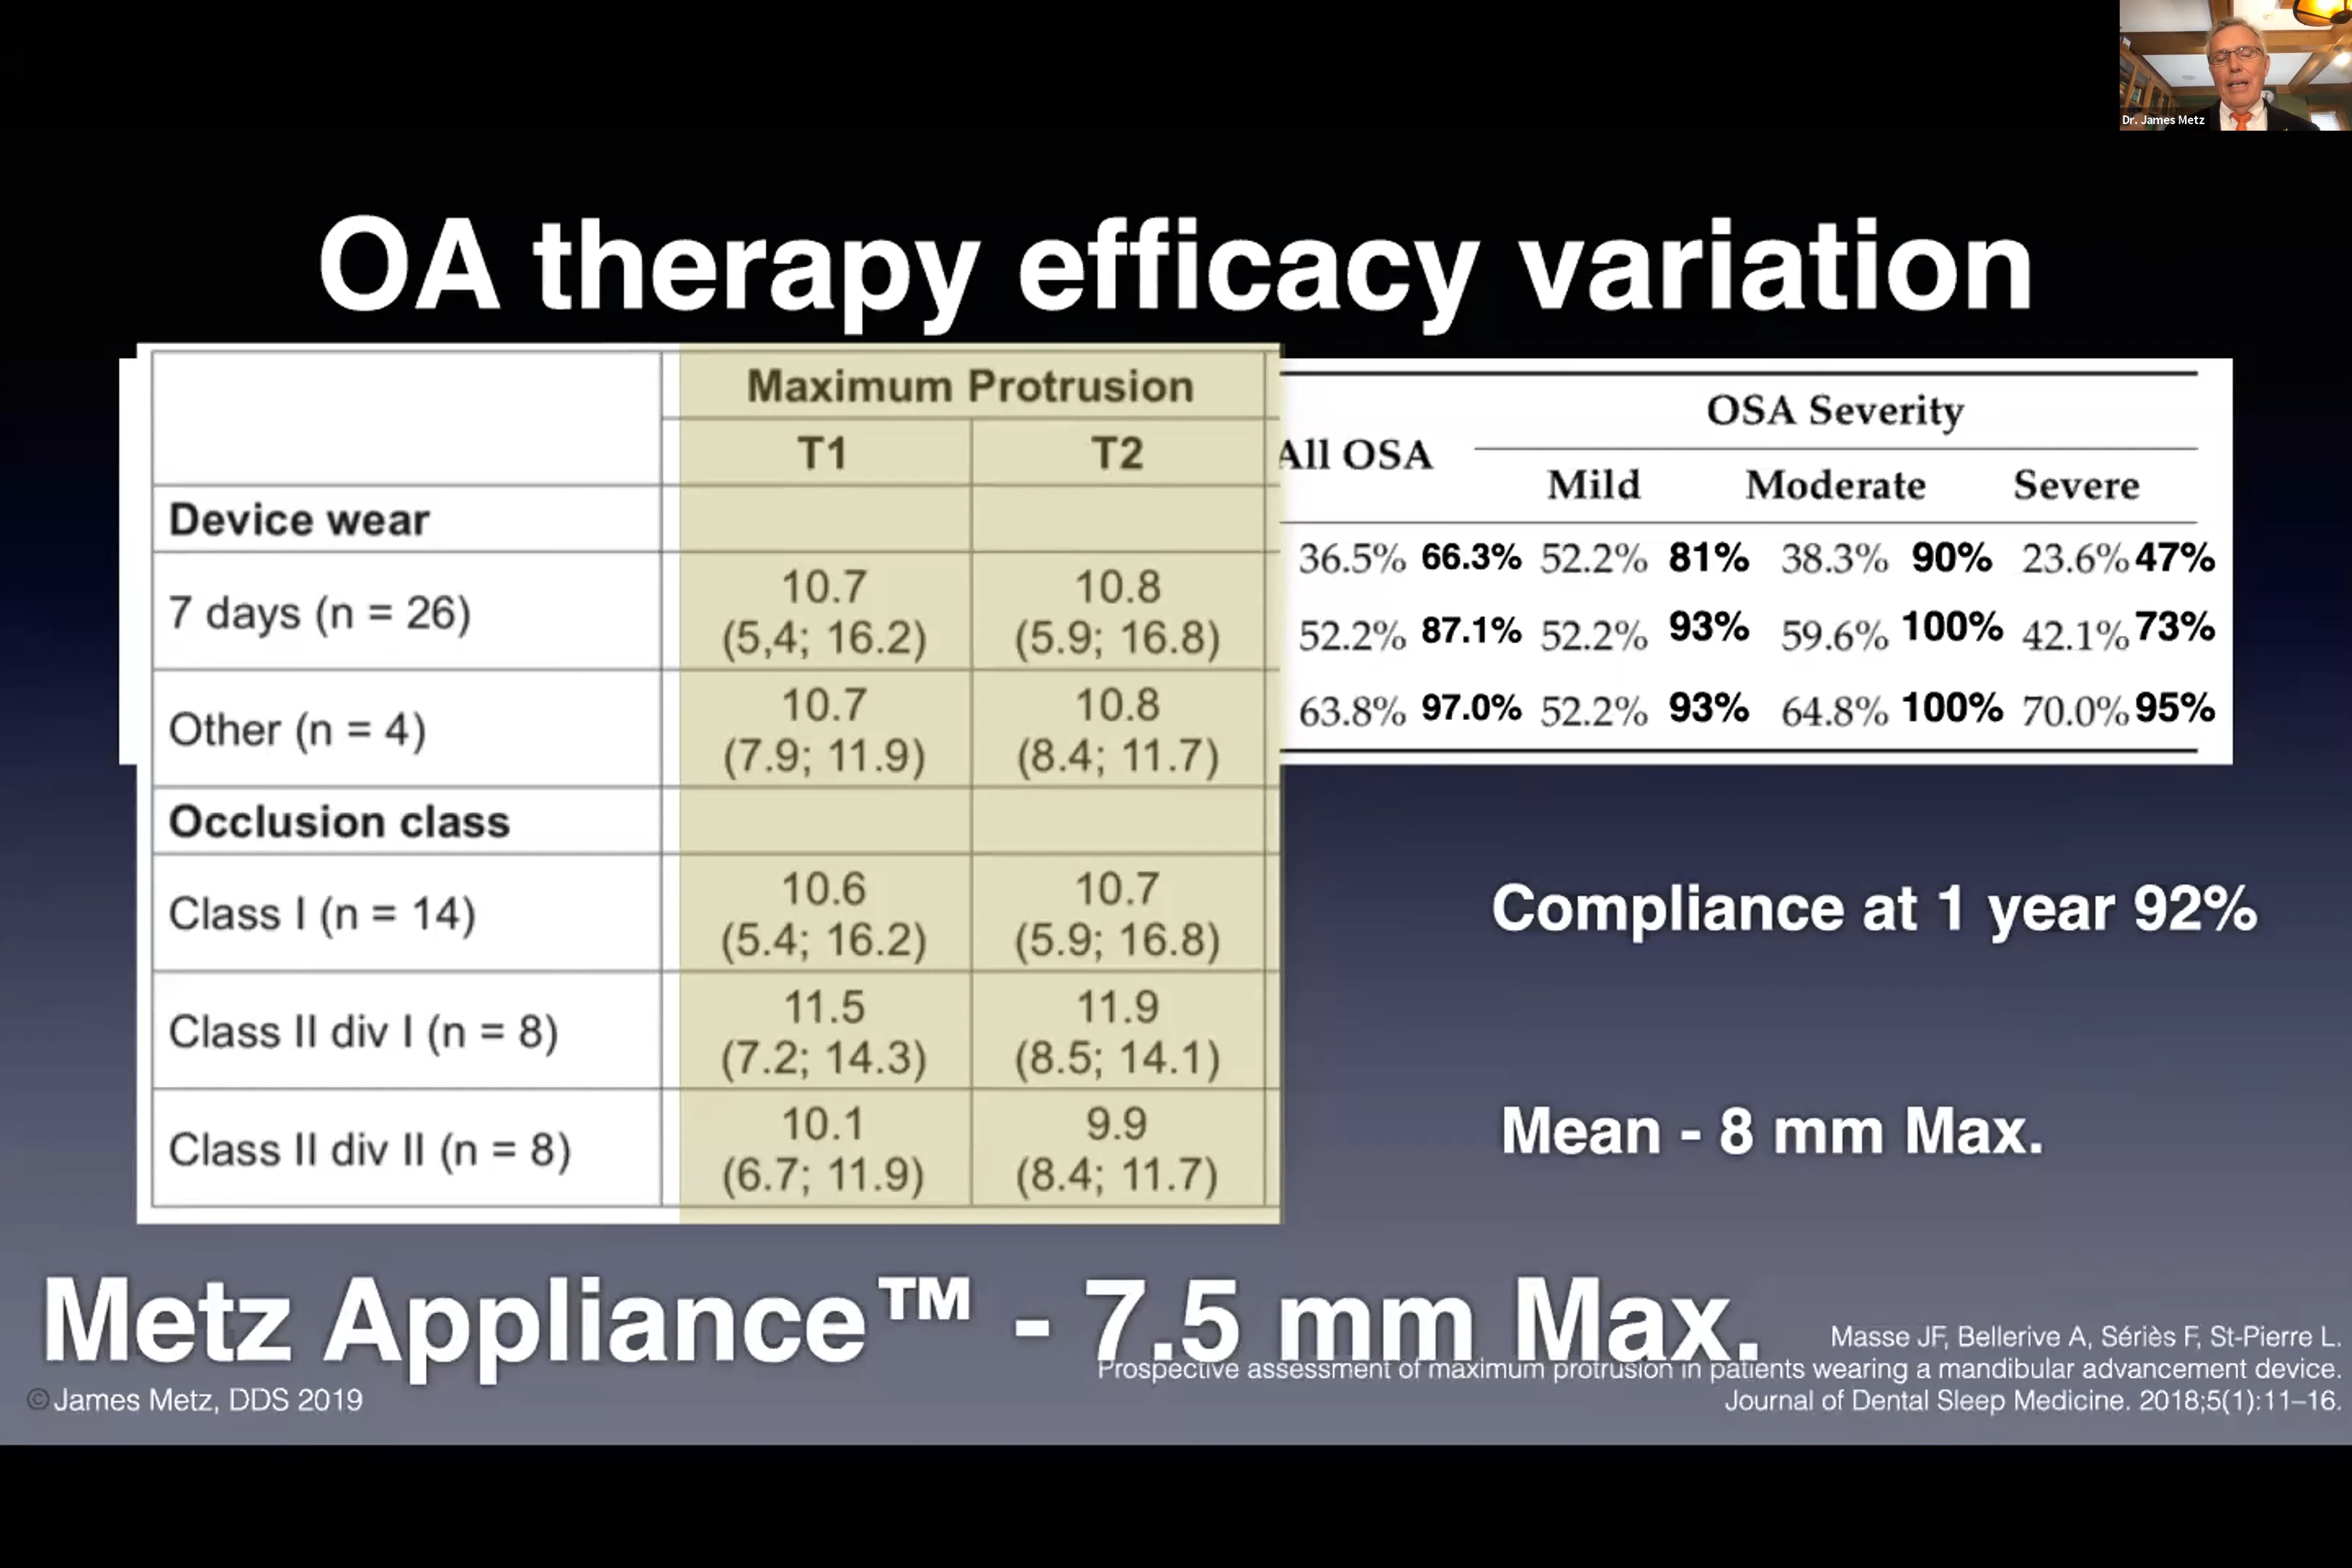 Dr. James Metz
OA therapy efficacy variation
Maximum Protrusion
T1 T2
Device wear
7 days (n = 26) 10.7 (5,4; 16.2) 10.8 (5.9; 16.8)
Other (n = 4) 10.7 (7.9; 11.9) 10.8 (8.4; 11.7)
Occlusion class
Class I (n = 14) 10.6 (5.4; 16.2) 10.7 (5.9; 16.8)
Class II div I (n = 8) 11.5 (7.2; 14.3) 11.9 (8.5; 14.1)
Class II div II (n = 8) 10.1 (6.7; 11.9) 9.9 (8.4; 11.7)
OSA Severity
All OSA
Mild Moderate Severe
36.5% 66.3% 52.2% 81% 38.3% 90% 23.6% 47%
52.2% 87.1% 52.2% 93% 59.6% 100% 42.1% 73%
63.8% 97.0% 52.2% 93% 64.8% 100% 70.0% 95%
Compliance at 1 year 92%
Mean - 8 mm Max.
Metz Appliance™ - 7.5 mm Max.
Masse JF, Bellerive A, Sériès F, St-Pierre L.
Prospective assessment of maximum protrusion in patients wearing a mandibular advancement device.
Journal of Dental Sleep Medicine. 2018;5(1):11–16.
©James Metz, DDS 2019